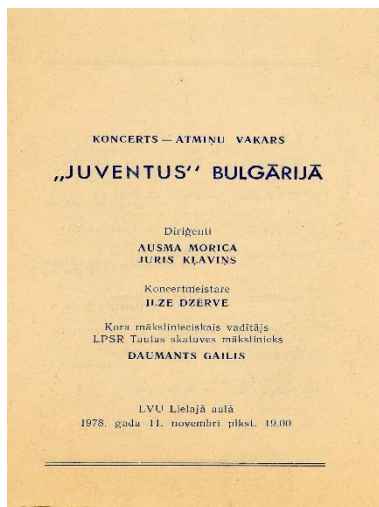 KONCERTS — ATMIŅU VAKARS
„JUVENTUS” BULGĀRIJĀ
Diriģenti
AUSMA MORICA
JURIS KĻAVIŅŠ
Koncertmeistare
ILZE DZĒRVE
Kora mākslinieciskais vadītājs
LPSR Tautas skatuves mākslinieks
DAUMANTS GAILIS
LVU Lielajā aulā
1978. gada 11. novembrī plkst. 19.00